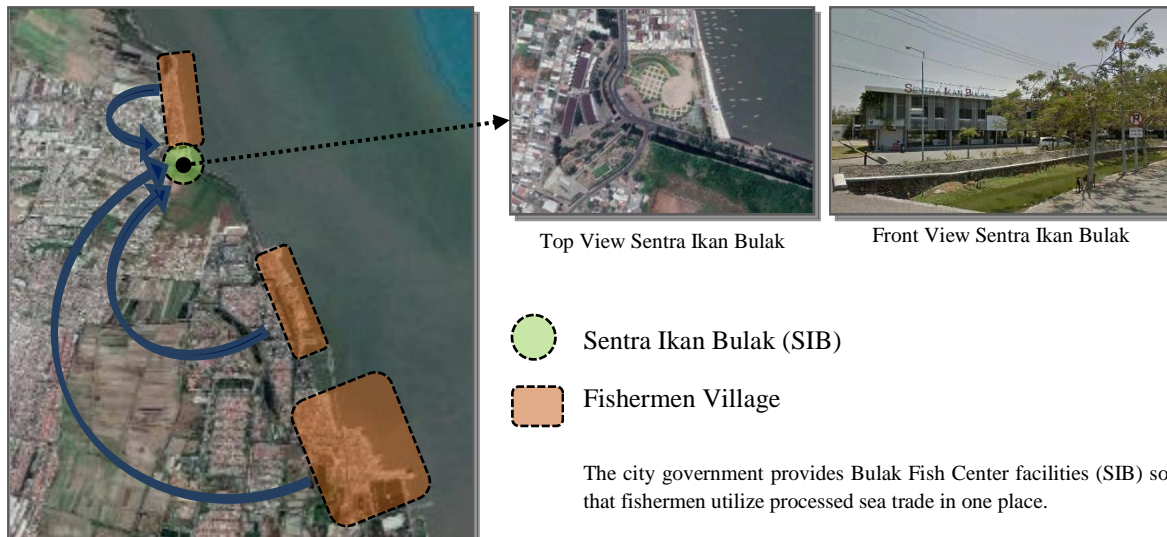 SENTRA IKAN BULAK
Top View Sentra Ikan Bulak
Front View Sentra Ikan Bulak
Sentra Ikan Bulak (SIB)
Fishermen Village
The city government provides Bulak Fish Center facilities (SIB) so
that fishermen utilize processed sea trade in one place.